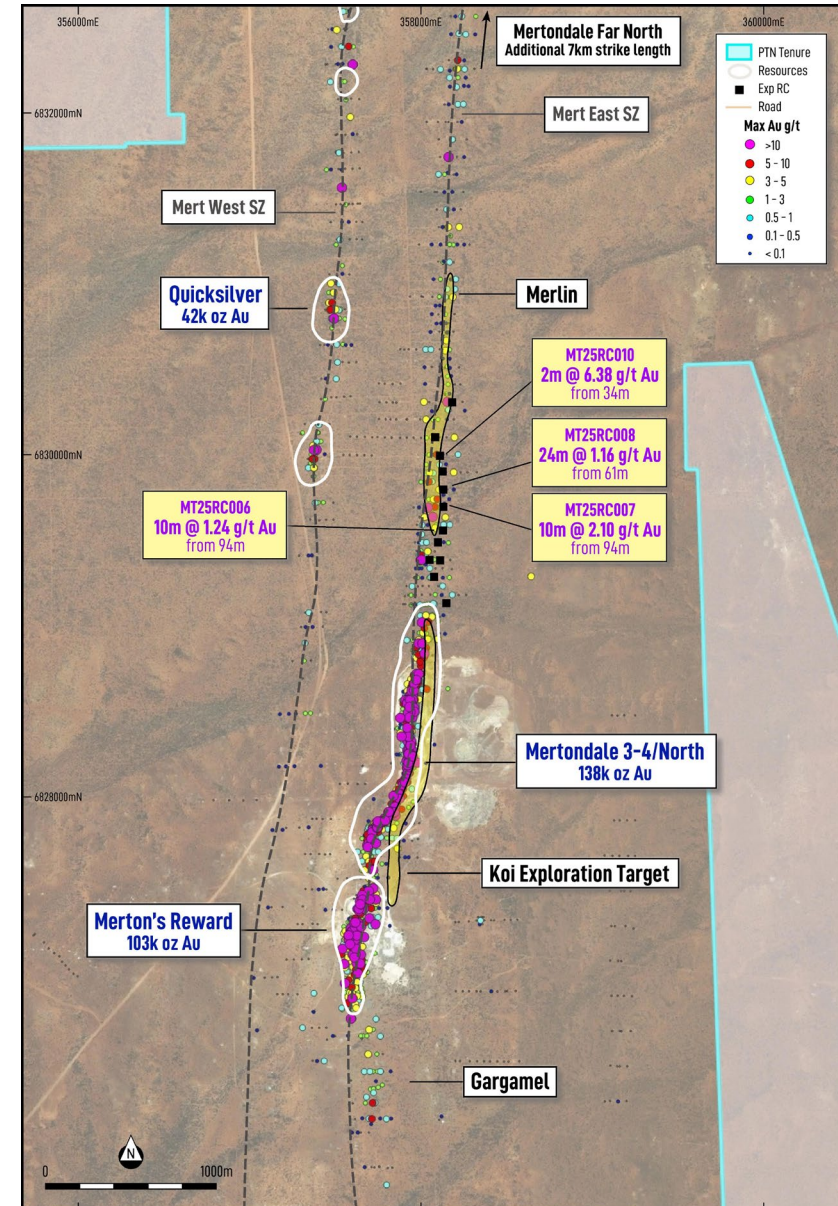 356000mE
358000mE
360000mE
Mertondale Far North
Additional 7km strike length
PTN Tenure
Resources
Exp RC
Road
Max Au g/t
>10
5 - 10
3 - 5
1 - 3
0.5 - 1
0.1 - 0.5
< 0.1
6832000mN
Mert East SZ
Mert West SZ
Quicksilver
42k oz Au
Merlin
MT25RC010
2m @ 6.38 g/t Au
from 34m
MT25RC008
24m @ 1.16 g/t Au
from 61m
6830000mN
MT25RC006
10m @ 1.24 g/t Au
from 94m
MT25RC007
10m @ 2.10 g/t Au
from 94m
Mertondale 3-4/North
138k oz Au
6828000mN
Koi Exploration Target
Merton's Reward
103k oz Au
Gargamel
N
0
1000m